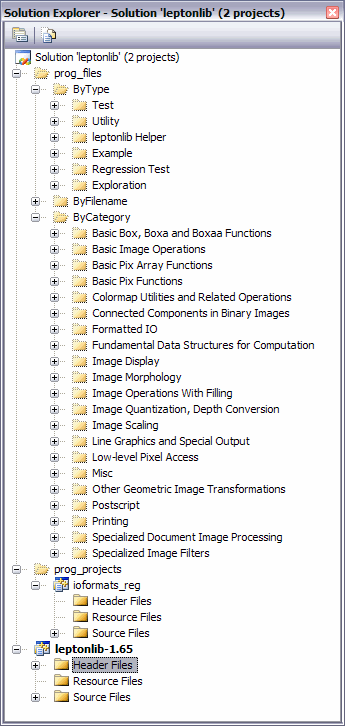 Solution Explorer - Solution 'leptonlib' (2 projects)
Solution 'leptonlib' (2 projects)
prog_files
ByType
Test
Utility
leptonlib Helper
Example
Regression Test
Exploration
ByFilename
ByCategory
Basic Box, Boxa and Boxaa Functions
Basic Image Operations
Basic Pix Array Functions
Basic Pix Functions
Colormap Utilities and Related Operations
Connected Components in Binary Images
Formatted IO
Fundamental Data Structures for Computation
Image Display
Image Morphology
Image Operations With Filling
Image Quantization, Depth Conversion
Image Scaling
Line Graphics and Special Output
Low-level Pixel Access
Misc
Other Geometric Image Transformations
Postscript
Printing
Specialized Document Image Processing
Specialized Image Filters
prog_projects
ioformats_reg
Header Files
Resource Files
Source Files
leptonlib-1.65
Header Files
Resource Files
Source Files